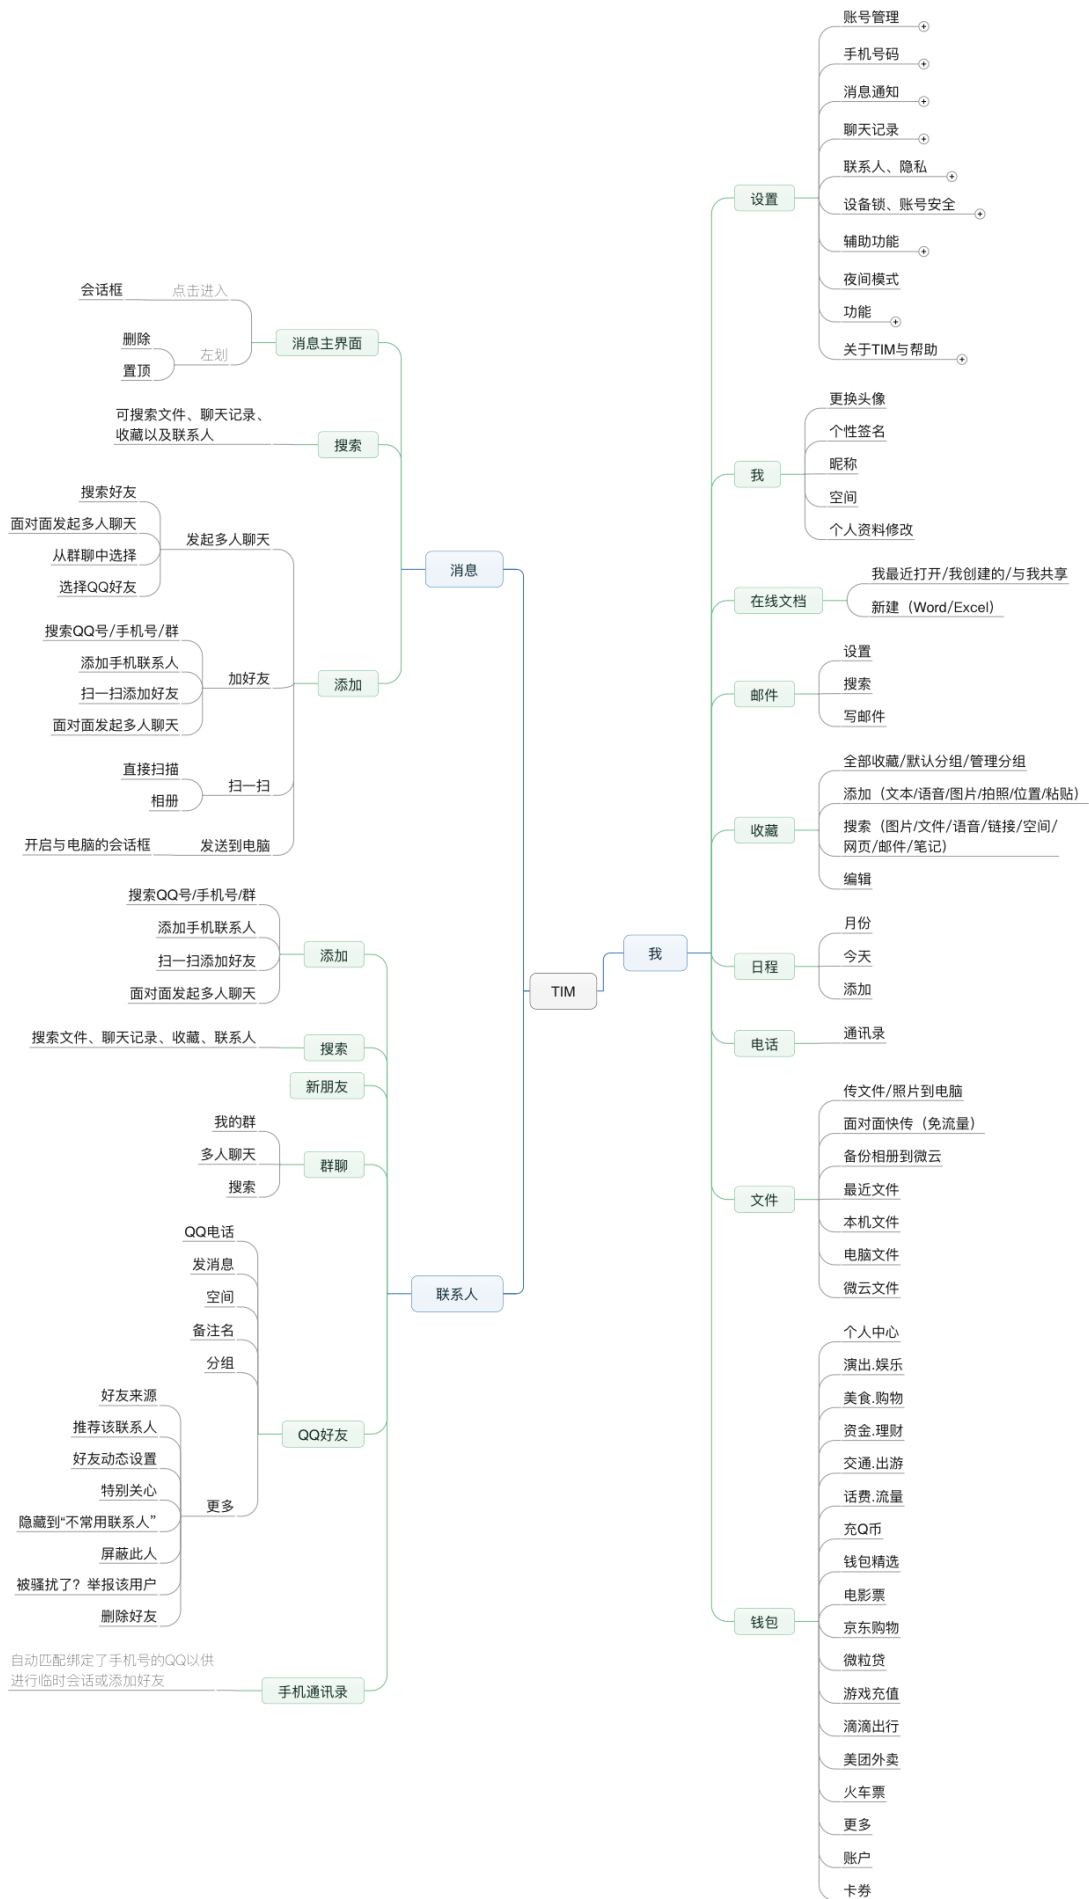 TIM
消息
消息主界面
点击进入
会话框
左划
删除
置顶
搜索
可搜索文件、聊天记录、
收藏以及联系人
添加
发起多人聊天
搜索好友
面对面发起多人聊天
从群聊中选择
选择QQ好友
加好友
搜索QQ号/手机号/群
添加手机联系人
扫一扫添加好友
面对面发起多人聊天
扫一扫
直接扫描
相册
发送到电脑
开启与电脑的会话框
联系人
添加
搜索QQ号/手机号/群
添加手机联系人
扫一扫添加好友
面对面发起多人聊天
搜索
搜索文件、聊天记录、收藏、联系人
新朋友
群聊
我的群
多人聊天
搜索
QQ好友
QQ电话
发消息
空间
备注名
分组
更多
好友来源
推荐该联系人
好友动态设置
特别关心
隐藏到“不常用联系人”
屏蔽此人
被骚扰了？举报该用户
删除好友
手机通讯录
自动匹配绑定了手机号的QQ以供
进行临时会话或添加好友
我
设置
账号管理
手机号码
消息通知
聊天记录
联系人、隐私
设备锁、账号安全
辅助功能
夜间模式
功能
关于TIM与帮助
我
更换头像
个性签名
昵称
空间
个人资料修改
在线文档
我最近打开/我创建的/与我共享
新建（Word/Excel）
邮件
设置
搜索
写邮件
收藏
全部收藏/默认分组/管理分组
添加（文本/语音/图片/拍照/位置/粘贴）
搜索（图片/文件/语音/链接/空间/
网页/邮件/笔记）
编辑
日程
月份
今天
添加
电话
通讯录
文件
传文件/照片到电脑
面对面快传（免流量）
备份相册到微云
最近文件
本机文件
电脑文件
微云文件
钱包
个人中心
演出.娱乐
美食.购物
资金.理财
交通.出游
话费.流量
充Q币
钱包精选
电影票
京东购物
微粒贷
游戏充值
滴滴出行
美团外卖
火车票
更多
账户
卡券